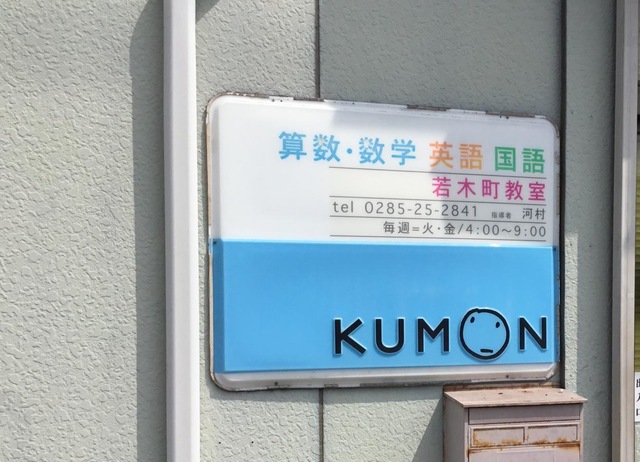 算数・数学 英語 国語
若木町教室
tel 0285-25-2841 指導者 河村
毎週=火・金/4:00～9:00
KUMON